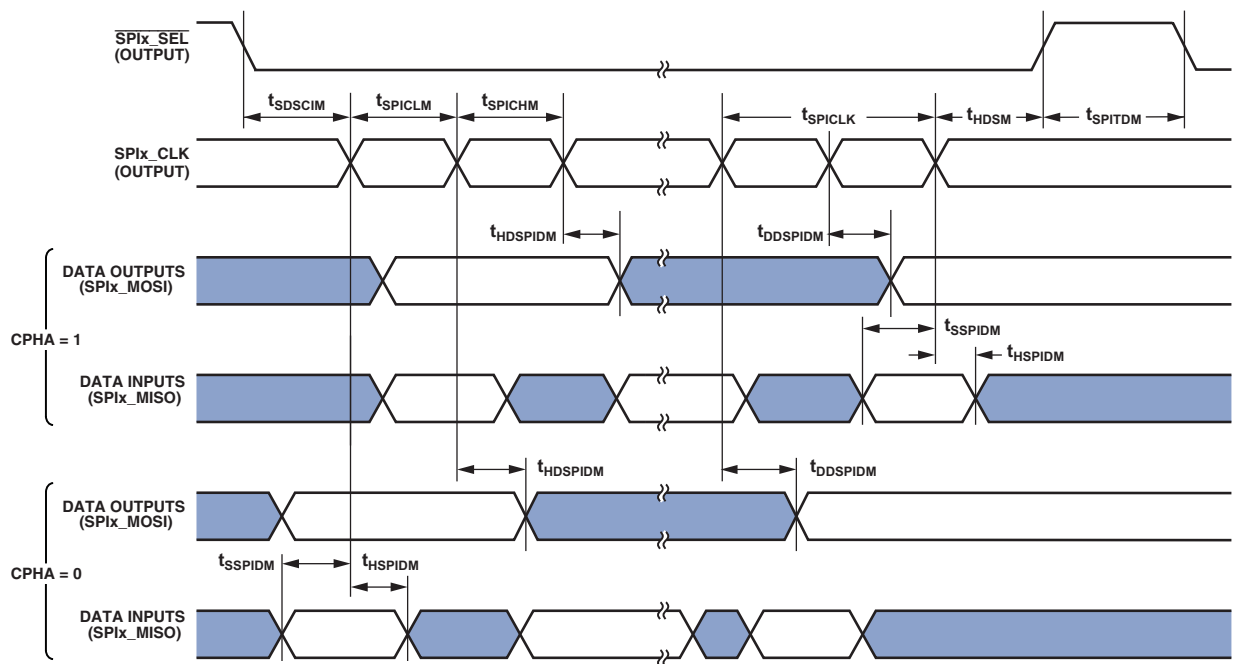 SPIx_SEL
(OUTPUT)
tSDSCIM
tSPICLM
tSPICHM
tSPICLK
tHDSM
tSPITDM
SPIx_CLK
(OUTPUT)
tHDSPIDM
tDDSPIDM
CPHA = 1
DATA OUTPUTS
(SPIx_MOSI)
tSSPIDM
tHSPIDM
DATA INPUTS
(SPIx_MISO)
tHDSPIDM
tDDSPIDM
CPHA = 0
DATA OUTPUTS
(SPIx_MOSI)
tSSPIDM
tHSPIDM
DATA INPUTS
(SPIx_MISO)